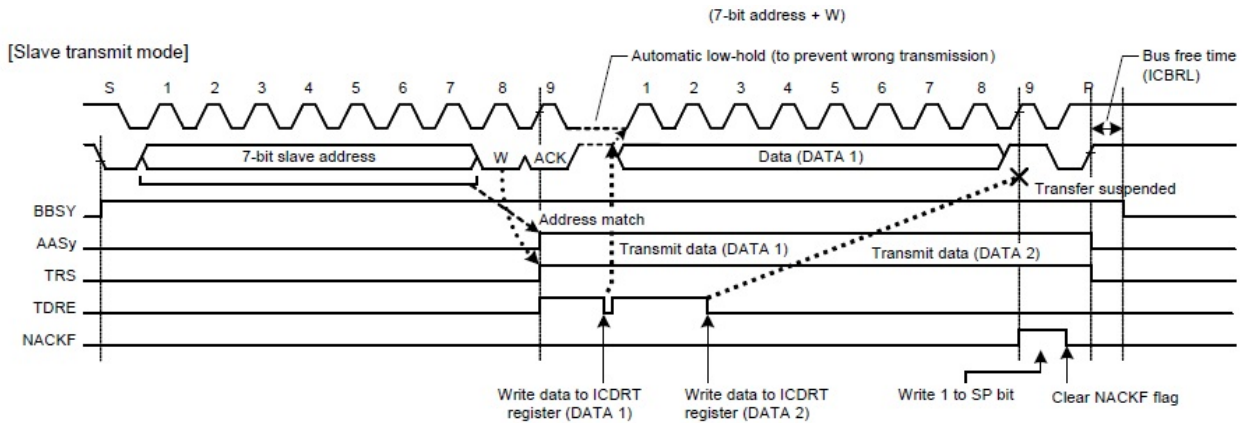 (7-bit address + W)
[Slave transmit mode]
Automatic low-hold (to prevent wrong transmission)
Bus free time
(ICBRL)
S 1 2 3 4 5 6 7 8 9 1 2 3 4 5 6 7 8 9 P
7-bit slave address W ACK Data (DATA 1)
Transfer suspended
BBSY
Address match
AASy
Transmit data (DATA 1) Transmit data (DATA 2)
TRS
TDRE
NACKF
Write data to ICDRT
register (DATA 1)
Write data to ICDRT
register (DATA 2)
Write 1 to SP bit
Clear NACKF flag